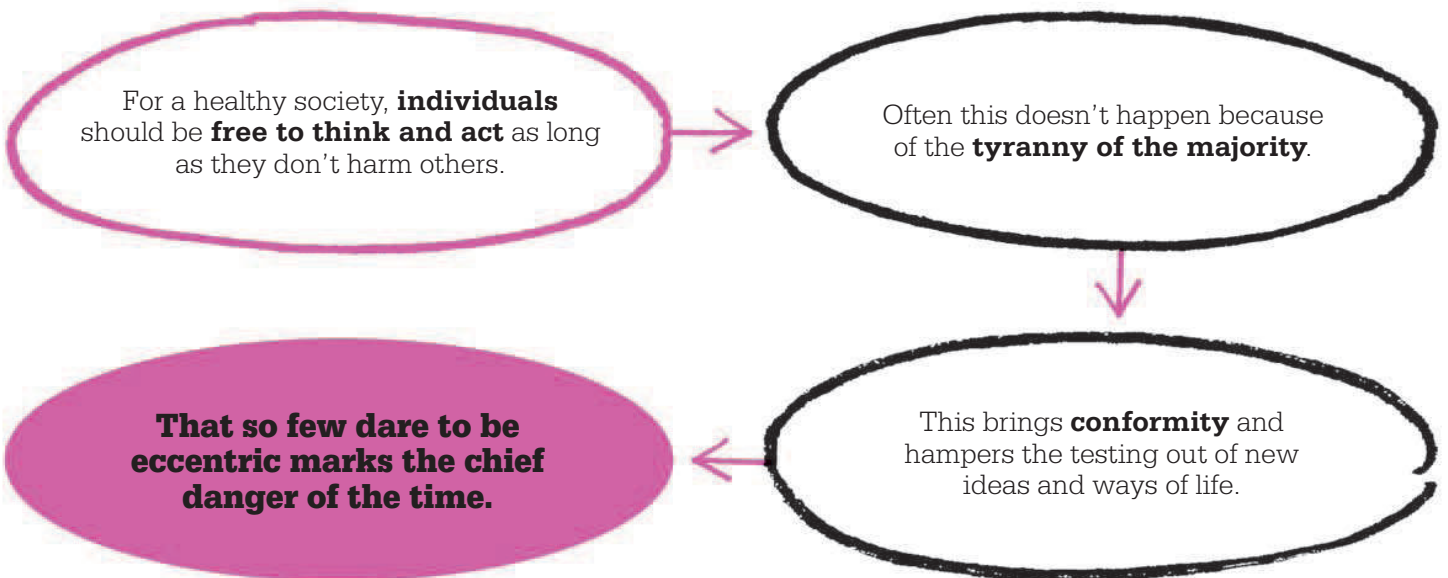 For a healthy society, individuals
should be free to think and act as long
as they don't harm others.
Often this doesn't happen because
of the tyranny of the majority.
This brings conformity and
hampers the testing out of new
ideas and ways of life.
That so few dare to be
eccentric marks the chief
danger of the time.